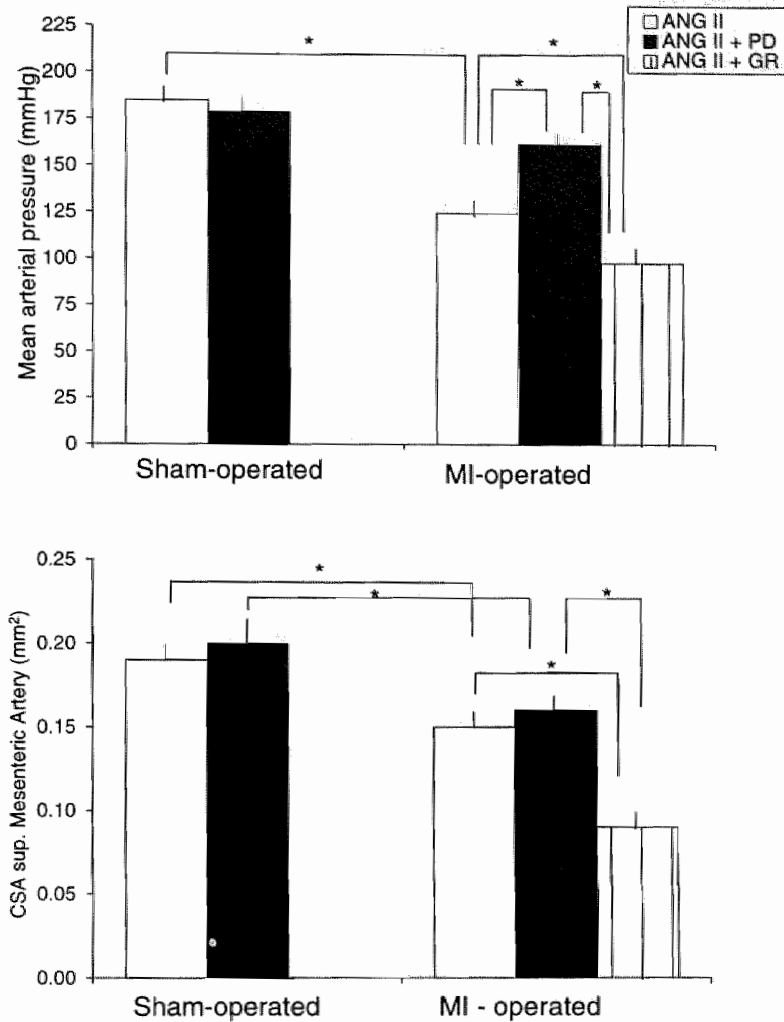 ANG II
ANG II + PD
ANG II + GR
Mean arterial pressure (mmHg)
225
200
175
150
125
100
75
50
25
0
*
*
*
*
Sham-operated
MI-operated
CSA sup. Mesenteric Artery (mm²)
0.25
0.20
0.15
0.10
0.05
0.00
*
*
*
*
Sham-operated
MI - operated